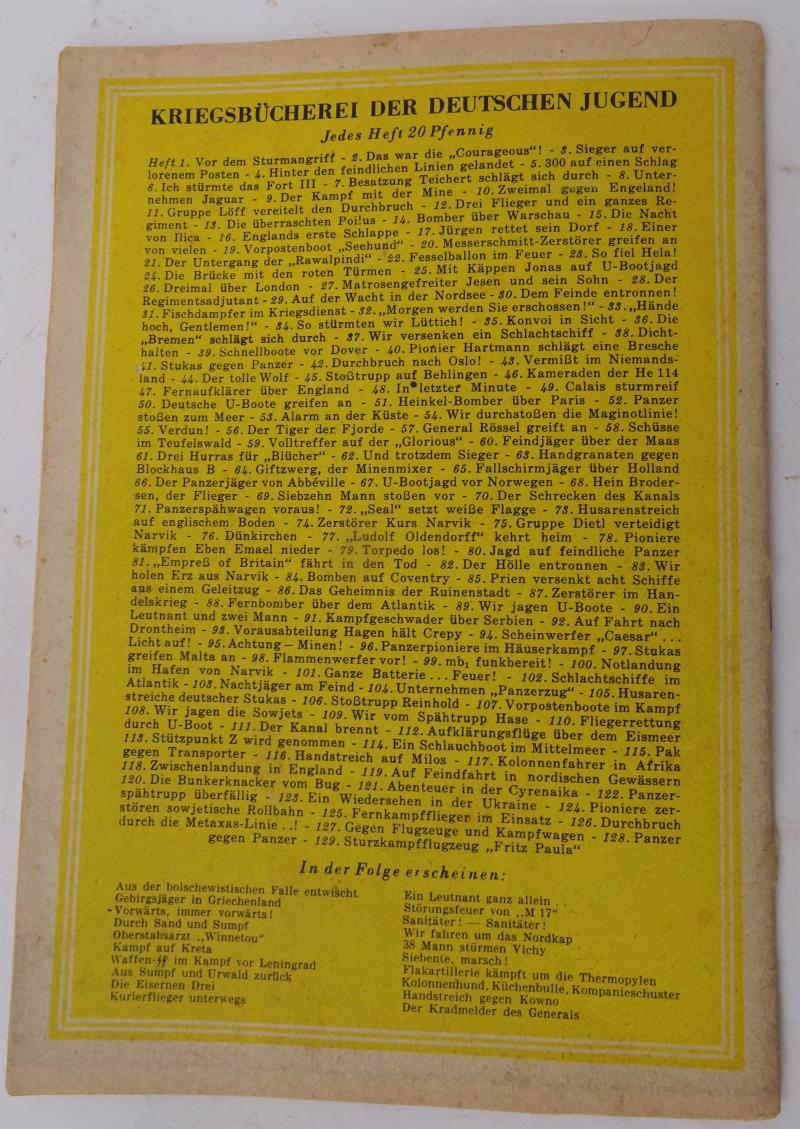 KRIEGSBÜCHEREI DER DEUTSCHEN JUGEND
Jedes Heft 20 Pfennig
Heft 1. Vor dem Sturmangriff - 2. Das war die „Courageous"! - 3. Sieger auf ver-
lorenem Posten - 4. Hinter den feindlichen Linien gelandet - 5. 300 auf einen Schlag
6. Ich stürmte das Fort III - 7. Besatzung Teichert schlägt sich durch - 8. Unter-
nehmen Jaguar - 9. Der Kampf mit der Mine - 10. Zweimal gegen Engeland!
11. Gruppe Löff vereitelt den Durchbruch - 12. Drei Flieger und ein ganzes Re-
giment - 13. Die überraschten Poilus - 14. Bomber über Warschau - 15. Die Nacht
von Ilica - 16. Englands erste Schlappe - 17. Jürgen rettet sein Dorf - 18. Einer
von vielen - 19. Vorpostenboot „Seehund" - 20. Messerschmitt-Zerstörer greifen an
21. Der Untergang der „Rawalpindi" - 22. Fesselballon im Feuer - 23. So fiel Hela!
24. Die Brücke mit den roten Türmen - 25. Mit Käppen Jonas auf U-Bootjagd
26. Dreimal über London - 27. Matrosengefreiter Jesen und sein Sohn - 28. Der
Regimentsadjutant - 29. Auf der Wacht in der Nordsee - 30. Dem Feinde entronnen!
31. Fischdampfer im Kriegsdienst - 32. „Morgen werden Sie erschossen!" - 33. „Hände
hoch, Gentlemen!" - 34. So stürmten wir Lüttich! - 35. Konvoi in Sicht - 36. Die
„Bremen" schlägt sich durch - 37. Wir versenken ein Schlachtschiff - 38. Dicht-
halten - 39. Schnellboote vor Dover - 40. Pionier Hartmann schlägt eine Bresche
41. Stukas gegen Panzer - 42. Durchbruch nach Oslo! - 43. Vermißt im Niemands-
land - 44. Der tolle Wolf - 45. Stoßtrupp auf Behlingen - 46. Kameraden der He 114
47. Fernaufklärer über England - 48. In letzter Minute - 49. Calais sturmreif
50. Deutsche U-Boote greifen an - 51. Heinkel-Bomber über Paris - 52. Panzer
stoßen zum Meer - 53. Alarm an der Küste - 54. Wir durchstoßen die Maginotlinie!
55. Verdun! - 56. Der Tiger der Fjorde - 57. General Rössel greift an - 58. Schüsse
im Teufelswald - 59. Volltreffer auf der „Glorious" - 60. Feindjäger über der Maas
61. Drei Hurras für „Blücher" - 62. Und trotzdem Sieger - 63. Handgranaten gegen
Blockhaus B - 64. Giftzwerg, der Minenmixer - 65. Fallschirmjäger über Holland
66. Der Panzerjäger von Abbéville - 67. U-Bootjagd vor Norwegen - 68. Hein Broder-
sen, der Flieger - 69. Siebzehn Mann stoßen vor - 70. Der Schrecken des Kanals
71. Panzerspähwagen voraus! - 72. „Seal" setzt weiße Flagge - 73. Husarenstreich
auf englischem Boden - 74. Zerstörer Kurs Narvik - 75. Gruppe Dietl verteidigt
Narvik - 76. Dünkirchen - 77. „Ludolf Oldendorff" kehrt heim - 78. Pioniere
kämpfen Eben Emael nieder - 79. Torpedo los! - 80. Jagd auf feindliche Panzer
81. „Empreß of Britain" fährt in den Tod - 82. Der Hölle entronnen - 83. Wir
holen Erz aus Narvik - 84. Bomben auf Coventry - 85. Prien versenkt acht Schiffe
aus einem Geleitzug - 86. Das Geheimnis der Ruinenstadt - 87. Zerstörer im Han-
delskrieg - 88. Fernbomber über dem Atlantik - 89. Wir jagen U-Boote - 90. Ein
Leutnant und zwei Mann - 91. Kampfgeschwader über Serbien - 92. Auf Fahrt nach
Drontheim - 93. Vorausabteilung Hagen hält Crepy - 94. Scheinwerfer „Caesar" ...
Licht auf! - 95. Achtung — Minen! - 96. Panzerpioniere im Häuserkampf - 97. Stukas
greifen Malta an - 98. Flammenwerfer vor! - 99. mb1 funkbereit! - 100. Notlandung
im Hafen von Narvik - 101. Ganze Batterie ... Feuer! - 102. Schlachtschiffe im
Atlantik - 103. Nachtjäger am Feind - 104. Unternehmen „Panzerzug" - 105. Husaren-
streiche deutscher Stukas - 106. Stoßtrupp Reinhold - 107. Vorpostenboote im Kampf
108. Wir jagen die Sowjets - 109. Wir vom Spähtrupp Hase - 110. Fliegerrettung
durch U-Boot - 111. Der Kanal brennt - 112. Aufklärungsflüge über dem Eismeer
113. Stützpunkt Z wird genommen - 114. Ein Schlauchboot im Mittelmeer - 115. Pak
gegen Transporter - 116. Handstreich auf Milos - 117. Kolonnenfahrer in Afrika
118. Zwischenlandung in England - 119. Auf Feindfahrt in nordischen Gewässern
120. Die Bunkerknacker vom Bug - 121. Abenteuer in der Cyrenaika - 122. Panzer-
spähtrupp überfällig - 123. Ein Wiedersehen in der Ukraine - 124. Pioniere zer-
stören sowjetische Rollbahn - 125. Fernkampfflieger im Einsatz - 126. Durchbruch
durch die Metaxas-Linie ..! - 127. Gegen Flugzeuge und Kampfwagen - 128. Panzer
gegen Panzer - 129. Sturzkampfflugzeug „Fritz Paula"
In der Folge erscheinen:
Aus der bolschewistischen Falle entwischt
Gebirgsjäger in Griechenland
Vorwärts, immer vorwärts!
Durch Sand und Sumpf
Oberstabsarzt „Winnetou"
Kampf auf Kreta
Waffen-ᛋᛋ im Kampf vor Leningrad
Aus Sumpf und Urwald zurück
Die Eisernen Drei
Kurierflieger unterwegs
Ein Leutnant ganz allein . .
Störungsfeuer von „M 17"
Sanitäter! — Sanitäter!
Wir fahren um das Nordkap
38 Mann stürmen Vichy
Siebente, marsch!
Flakartillerie kämpft um die Thermopylen
Kolonnenhund, Küchenbulle, Kompanieschuster
Handstreich gegen Kowno
Der Kradmelder des Generals